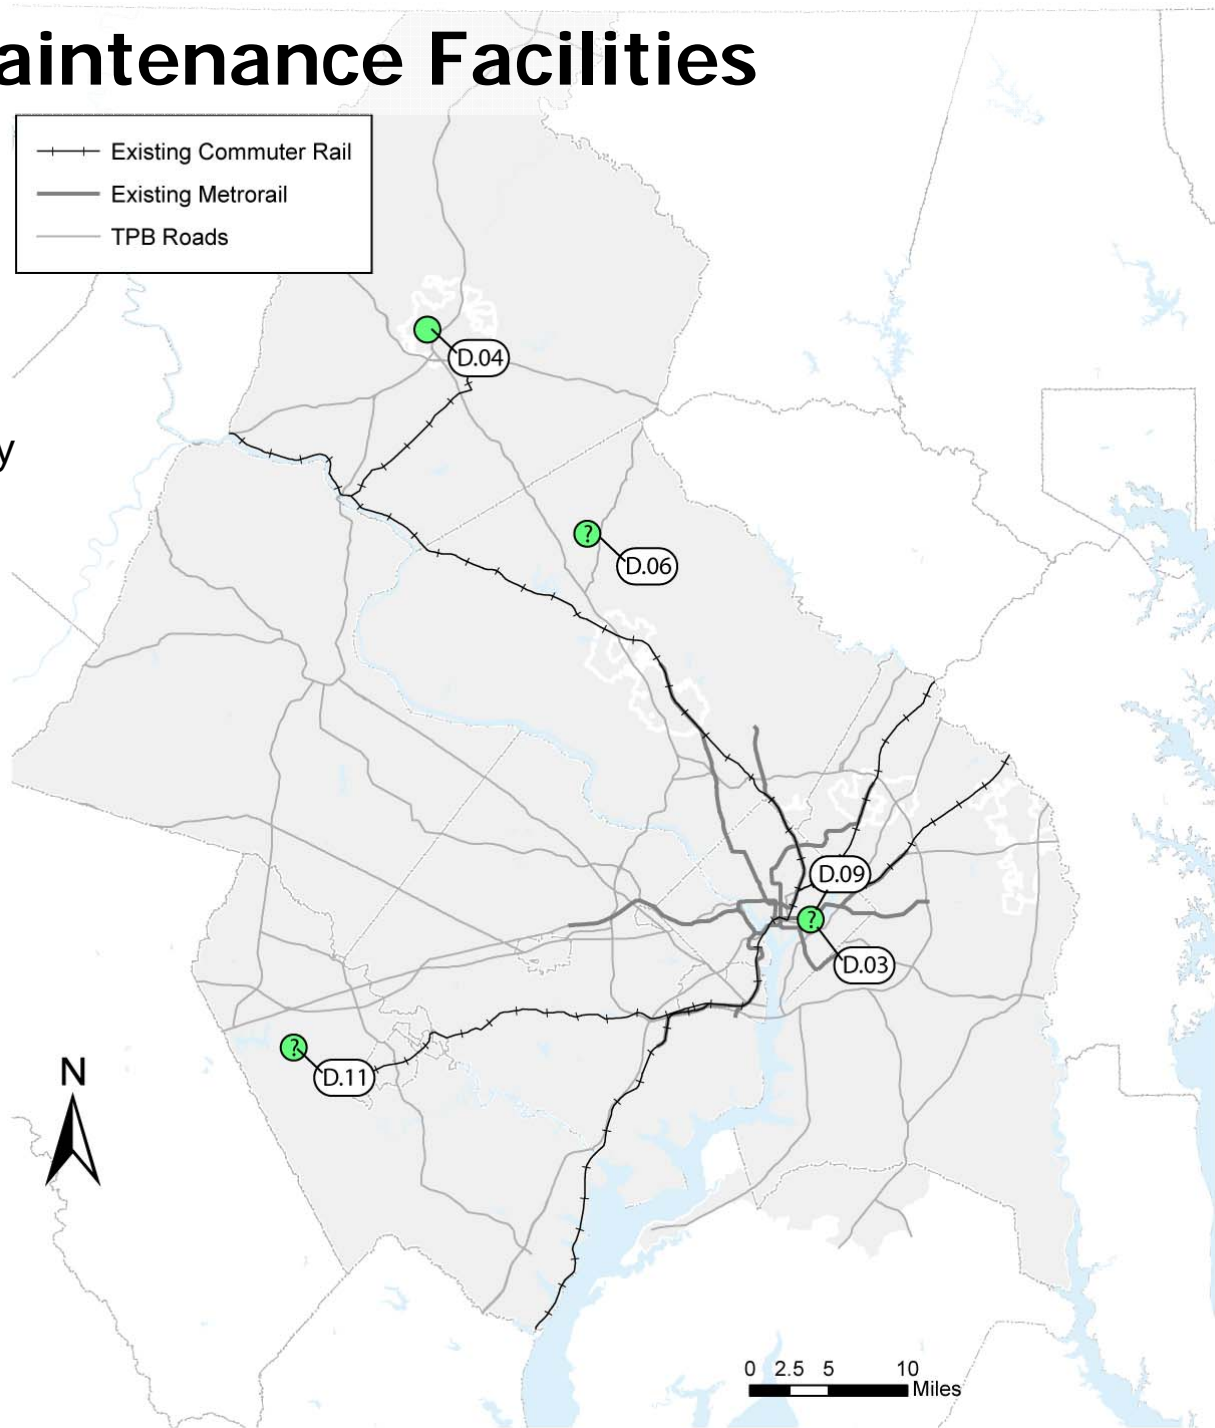 aintenance Facilities
Existing Commuter Rail
Existing Metrorail
TPB Roads
D.04
y
?
D.06
D.09
?
D.03
?
D.11
N
0 2.5 5 10
Miles